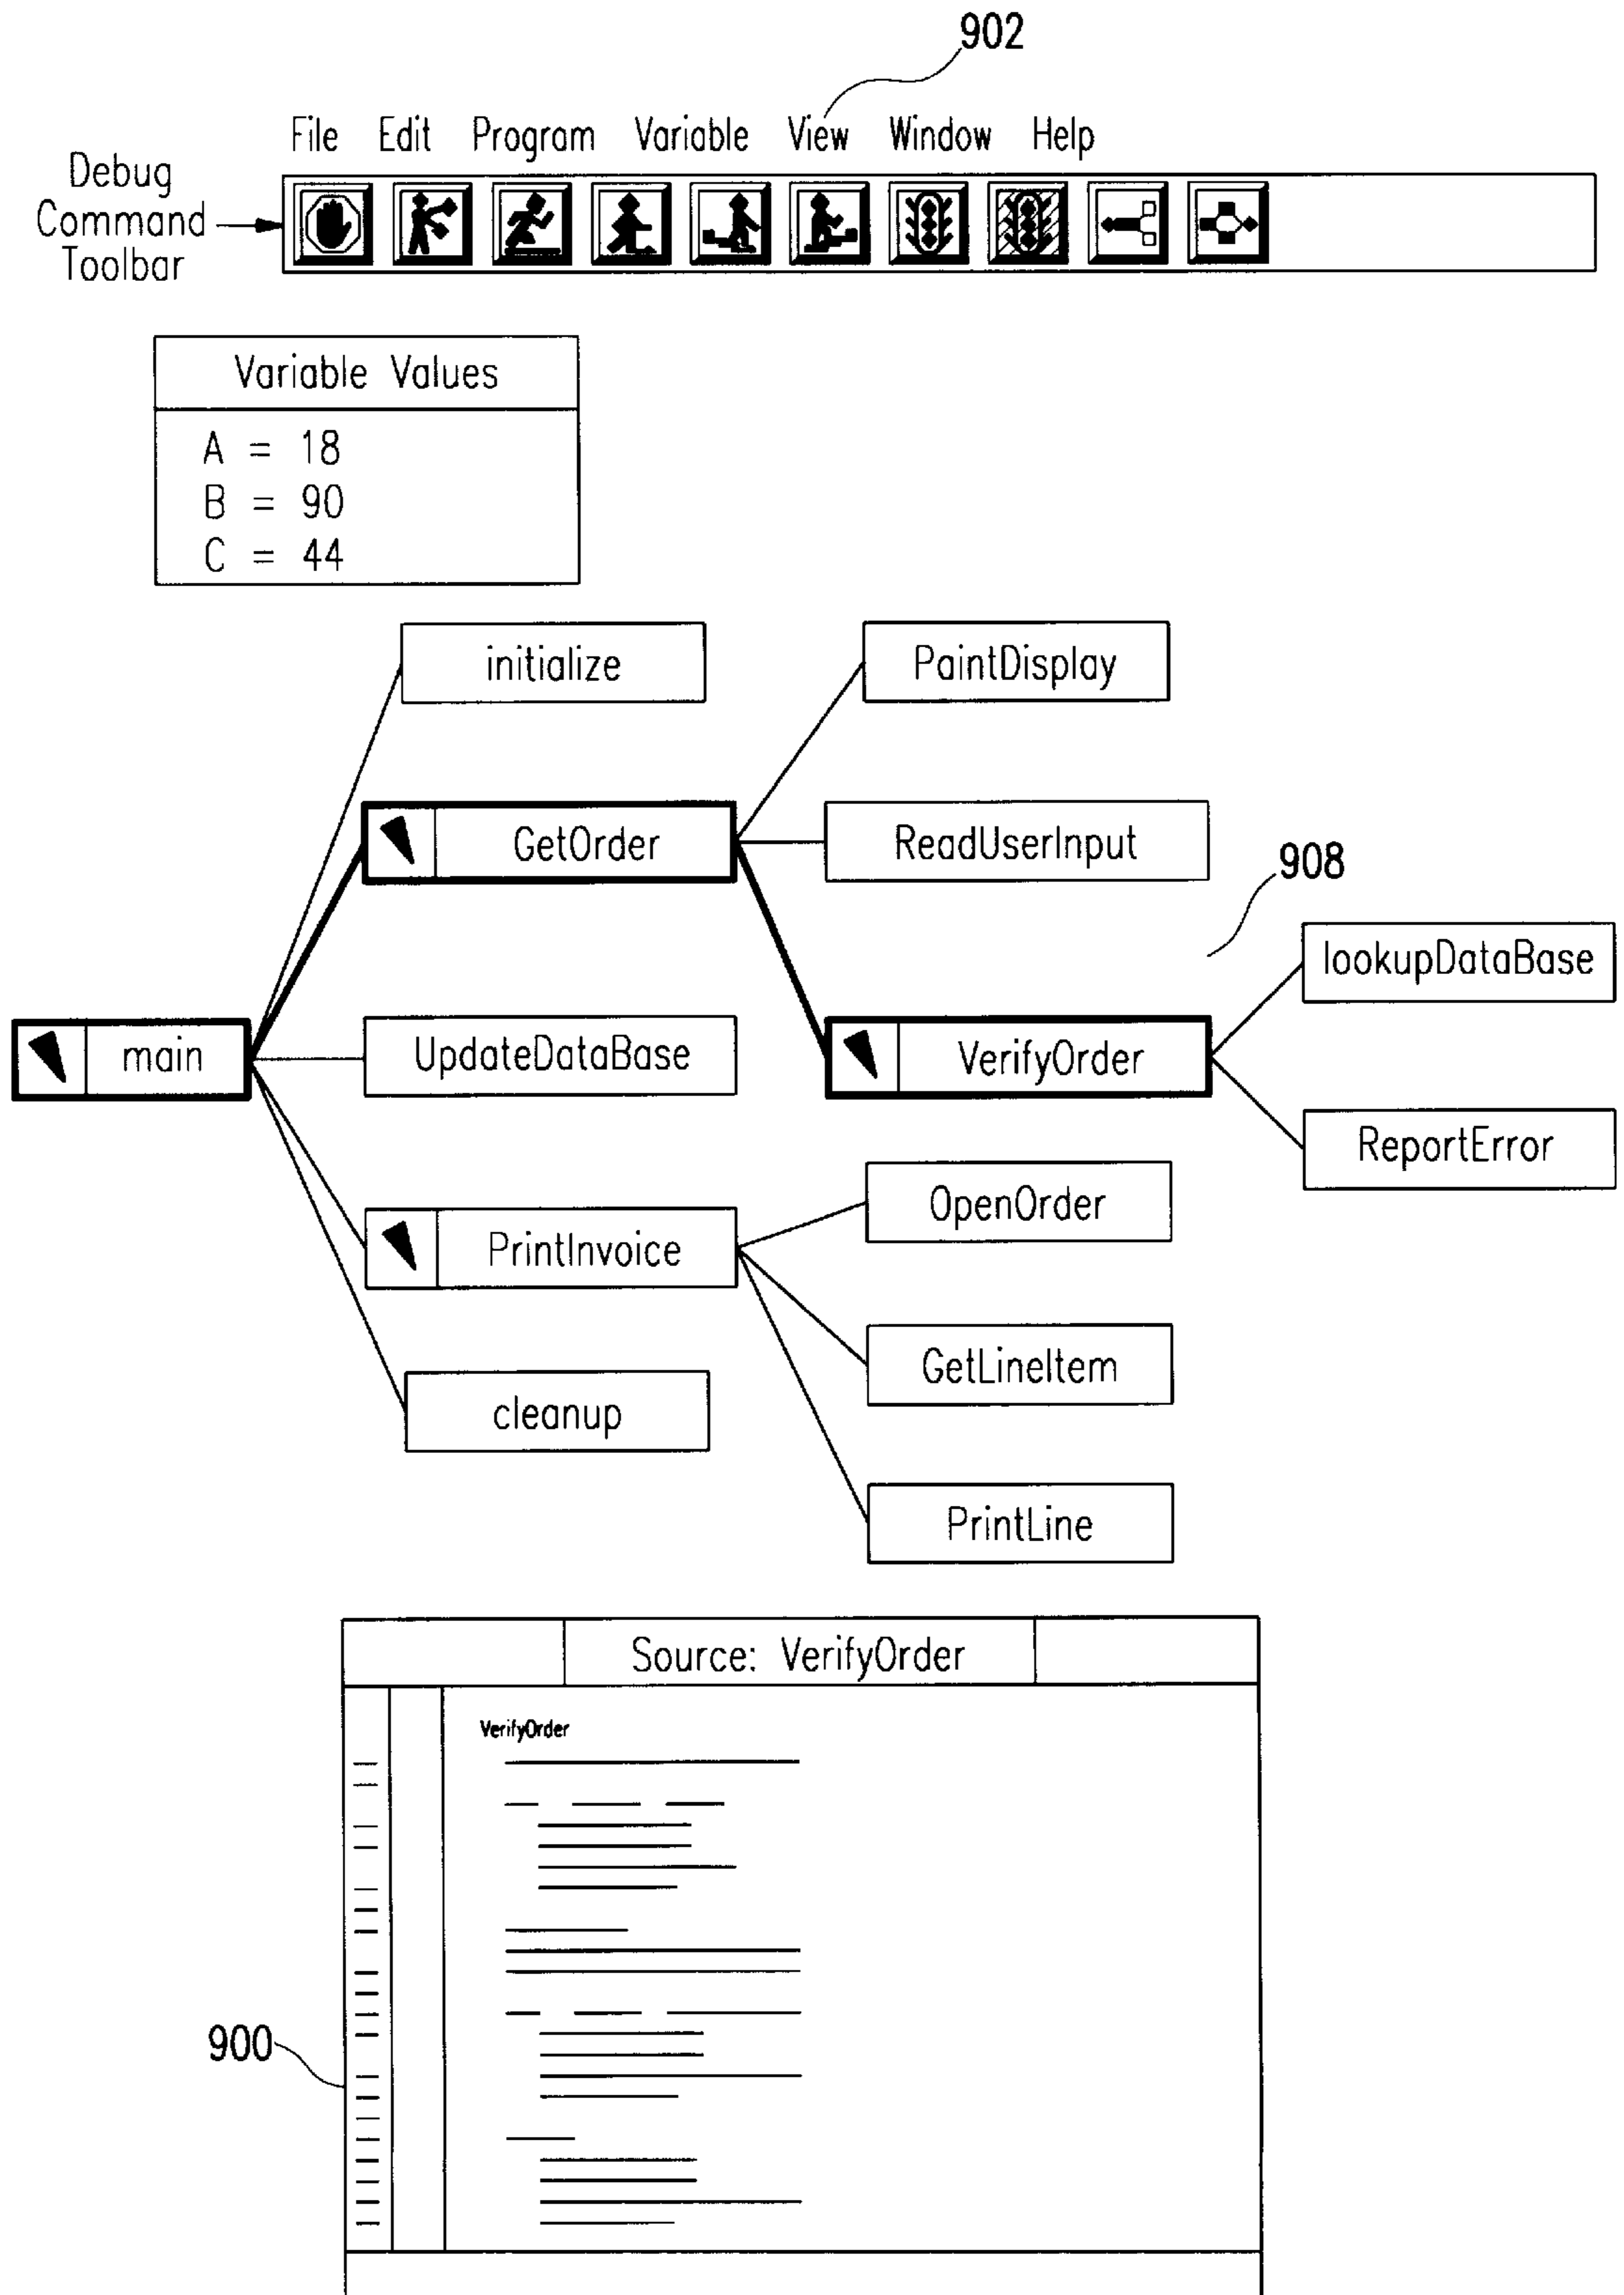 902
File Edit Program Variable View Window Help
Debug
Command
Toolbar
Variable Values
A = 18
B = 90
C = 44
initialize
PaintDisplay
GetOrder
ReadUserInput
908
lookupDataBase
main
UpdateDataBase
VerifyOrder
ReportError
OpenOrder
PrintInvoice
GetLineItem
cleanup
PrintLine
Source: VerifyOrder
VerifyOrder
900